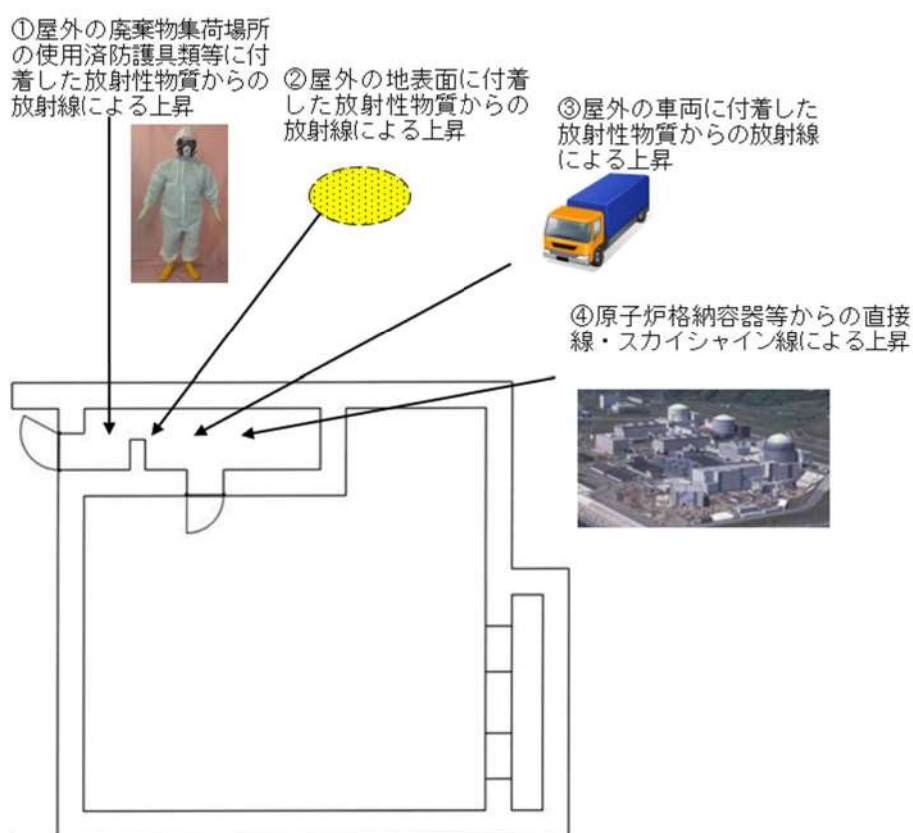 ①屋外の廃棄物集荷場所
の使用済防護具類等に付
着した放射性物質からの
放射線による上昇
②屋外の地表面に付着
した放射性物質からの
放射線による上昇
③屋外の車両に付着した
放射性物質からの放射線
による上昇
④原子炉格納容器等からの直接
線・スカイシャイン線による上昇